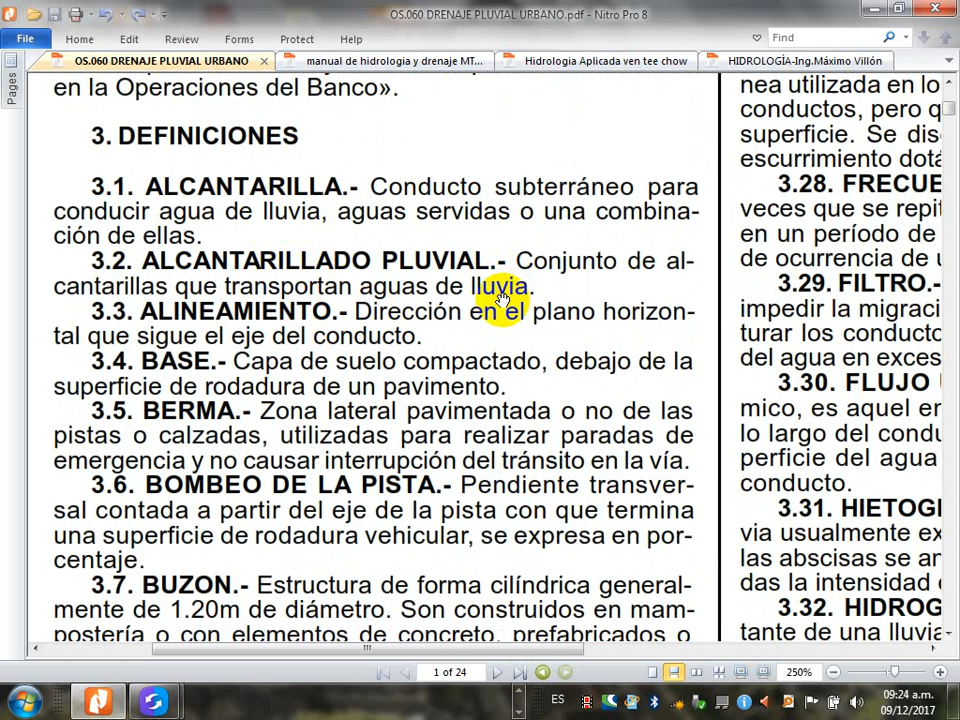 OS.060 DRENAJE PLUVIAL URBANO.pdf - Nitro Pro 8
File Home Edit Review Forms Protect Help Find
OS.060 DRENAJE PLUVIAL URBANO
manual de hidrologia y drenaje MT...
Hidrologia Aplicada ven tee chow
HIDROLOGÌA-Ing.Máximo Villón
Pages
en la Operaciones del Banco».
3. DEFINICIONES
3.1. ALCANTARILLA.- Conducto subterráneo para
conducir agua de lluvia, aguas servidas o una combina-
ción de ellas.
3.2. ALCANTARILLADO PLUVIAL.- Conjunto de al-
cantarillas que transportan aguas de lluvia.
3.3. ALINEAMIENTO.- Dirección en el plano horizon-
tal que sigue el eje del conducto.
3.4. BASE.- Capa de suelo compactado, debajo de la
superficie de rodadura de un pavimento.
3.5. BERMA.- Zona lateral pavimentada o no de las
pistas o calzadas, utilizadas para realizar paradas de
emergencia y no causar interrupción del tránsito en la vía.
3.6. BOMBEO DE LA PISTA.- Pendiente transver-
sal contada a partir del eje de la pista con que termina
una superficie de rodadura vehicular, se expresa en por-
centaje.
3.7. BUZON.- Estructura de forma cilíndrica general-
mente de 1.20m de diámetro. Son construidos en mam-
postería o con elementos de concreto, prefabricados o
nea utilizada en lo
conductos, pero q
superficie. Se dis
escurrimiento dotá
3.28. FRECUE
veces que se repit
en un período de
de ocurrencia de u
3.29. FILTRO.-
impedir la migraci
turar los conducto
del agua en exces
3.30. FLUJO
mico, es aquel en
lo largo del condu
perficie del agua
conducto.
3.31. HIETOG
via usualmente ex
las abscisas se an
das la intensidad
3.32. HIDROG
tante de una lluvia
1 of 24
250%
ES
09:24 a.m.
09/12/2017